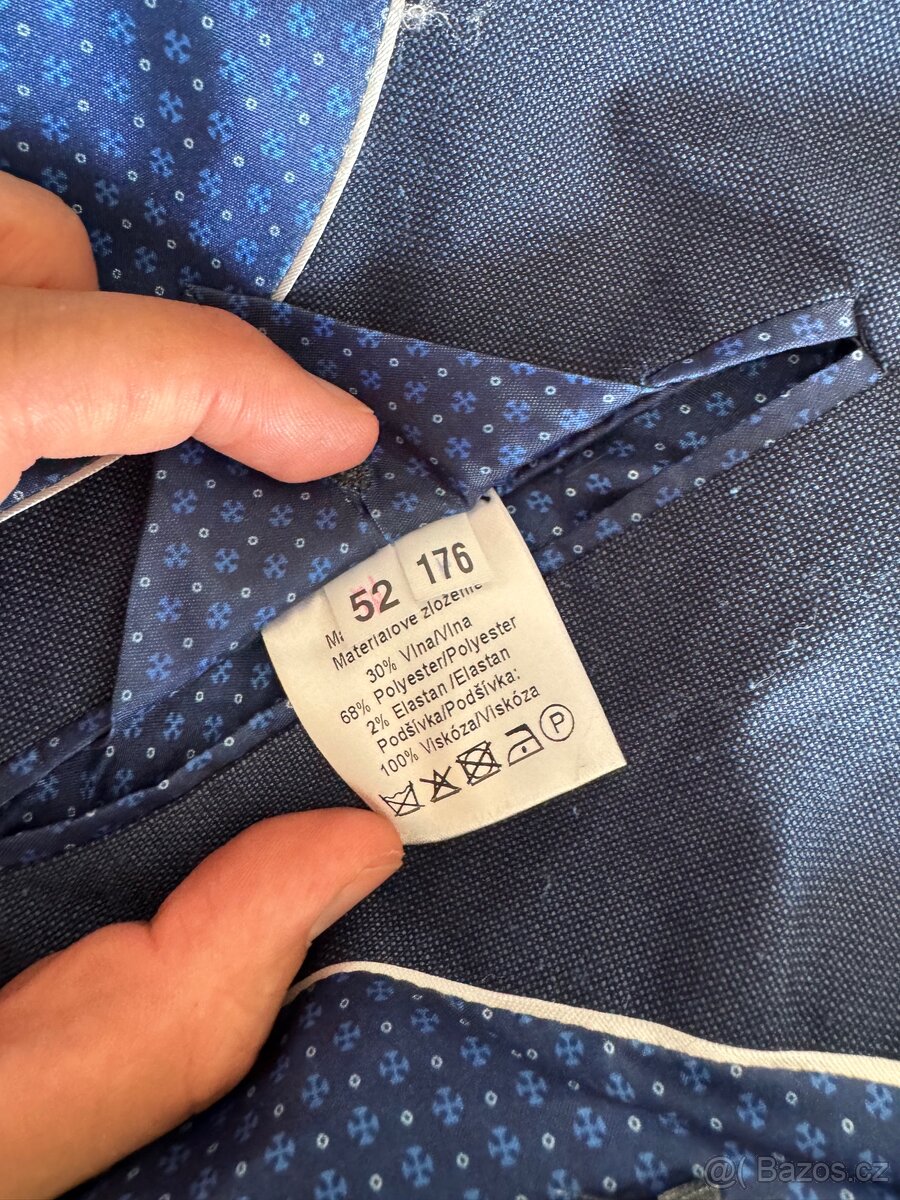 52 176
Materiálové zloženie
30% Vlna/Vlna
68% Polyester/Polyester
2% Elastan /Elastan
Podšívka/Podšívka:
100% Viskóza/Viskóza
P
@ Bazos.cz